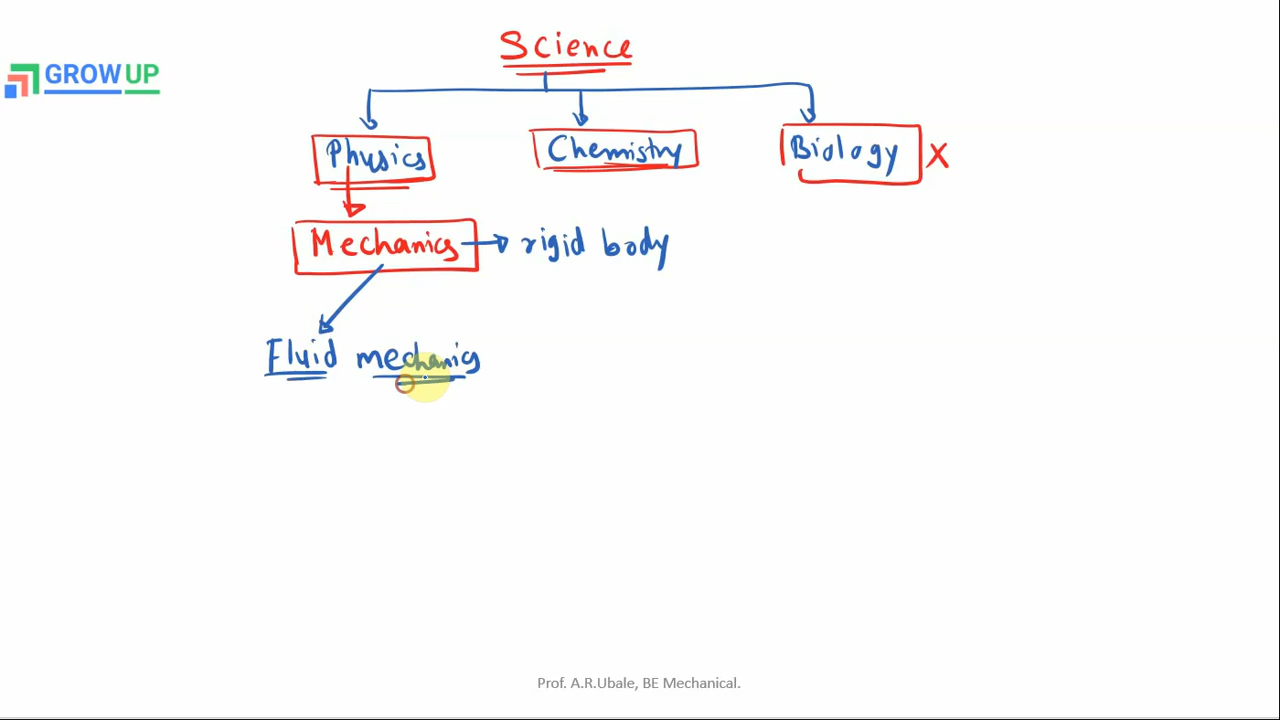 Science
GROW UP
Physics
Chemistry
Biology X
Mechanics → rigid body
Fluid mechanics
Prof. A.R.Ubale, BE Mechanical.